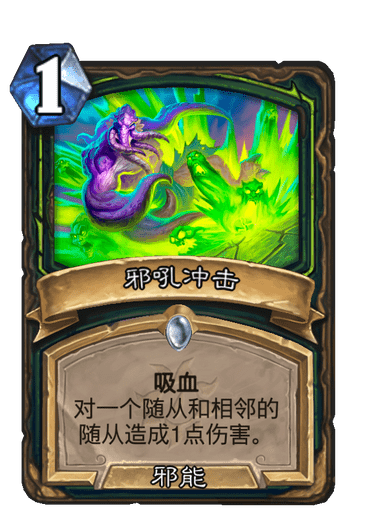 1
邪吼冲击
吸血
对一个随从和相邻的
随从造成1点伤害。
邪能